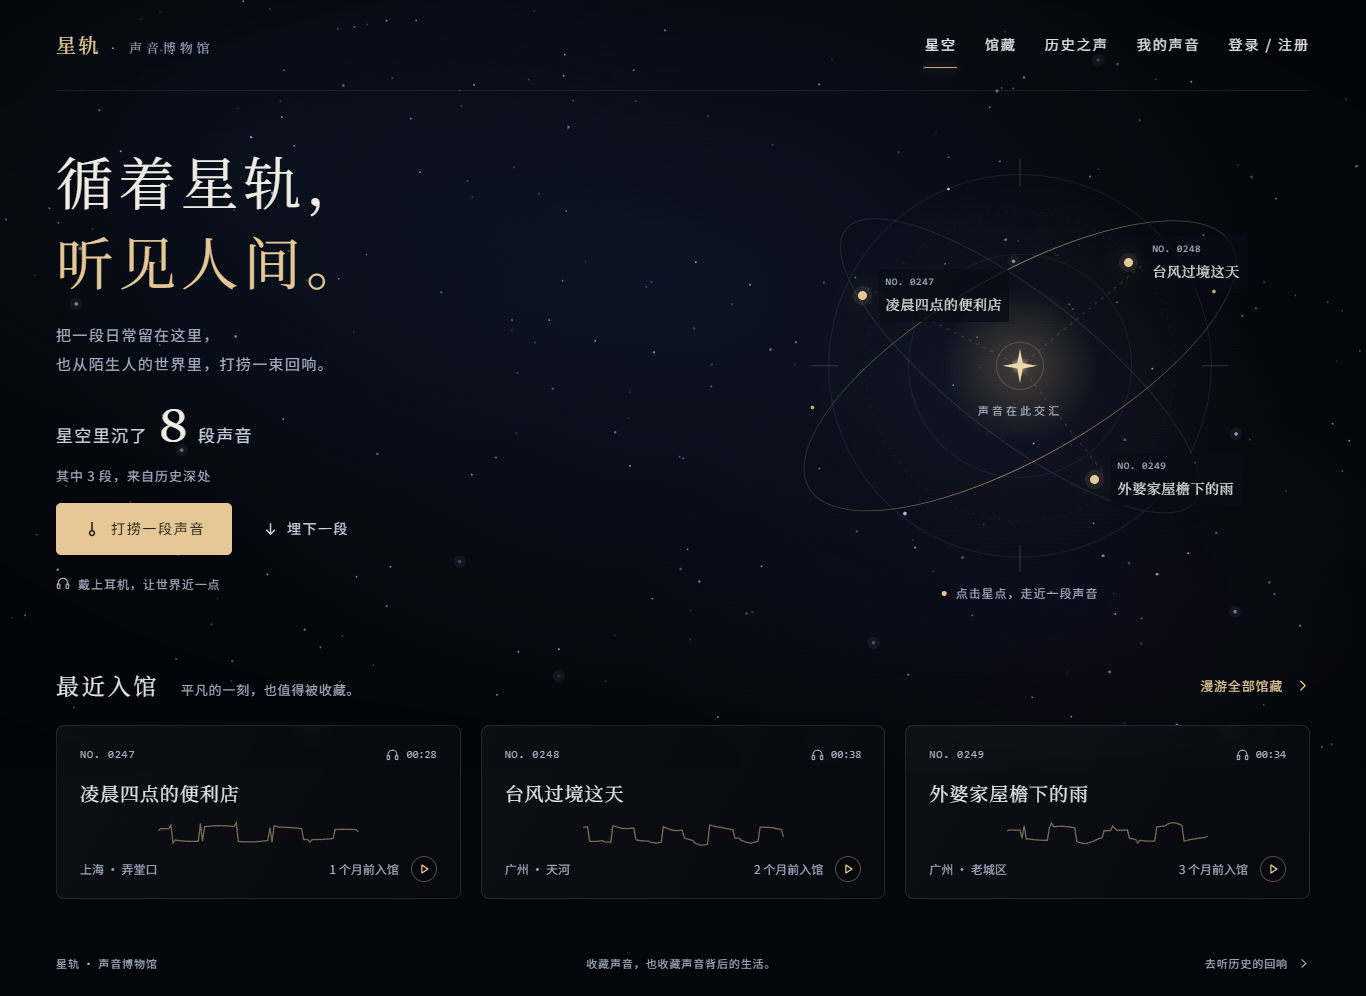 星轨 · 声音博物馆
星空 馆藏 历史之声 我的声音 登录 / 注册
循着星轨，
听见人间。
把一段日常留在这里，
也从陌生人的世界里，打捞一束回响。
星空里沉了 8 段声音
其中 3 段，来自历史深处
打捞一段声音
埋下一段
戴上耳机，让世界近一点
NO. 0248
台风过境这天
NO. 0247
凌晨四点的便利店
声音在此交汇
NO. 0249
外婆家屋檐下的雨
点击星点，走近一段声音
最近入馆 平凡的一刻，也值得被收藏。
漫游全部馆藏
NO. 0247 00:28
凌晨四点的便利店
上海 · 弄堂口 1 个月前入馆
NO. 0248 00:38
台风过境这天
广州 · 天河 2 个月前入馆
NO. 0249 00:34
外婆家屋檐下的雨
广州 · 老城区 3 个月前入馆
星轨 · 声音博物馆
收藏声音，也收藏声音背后的生活。
去听历史的回响